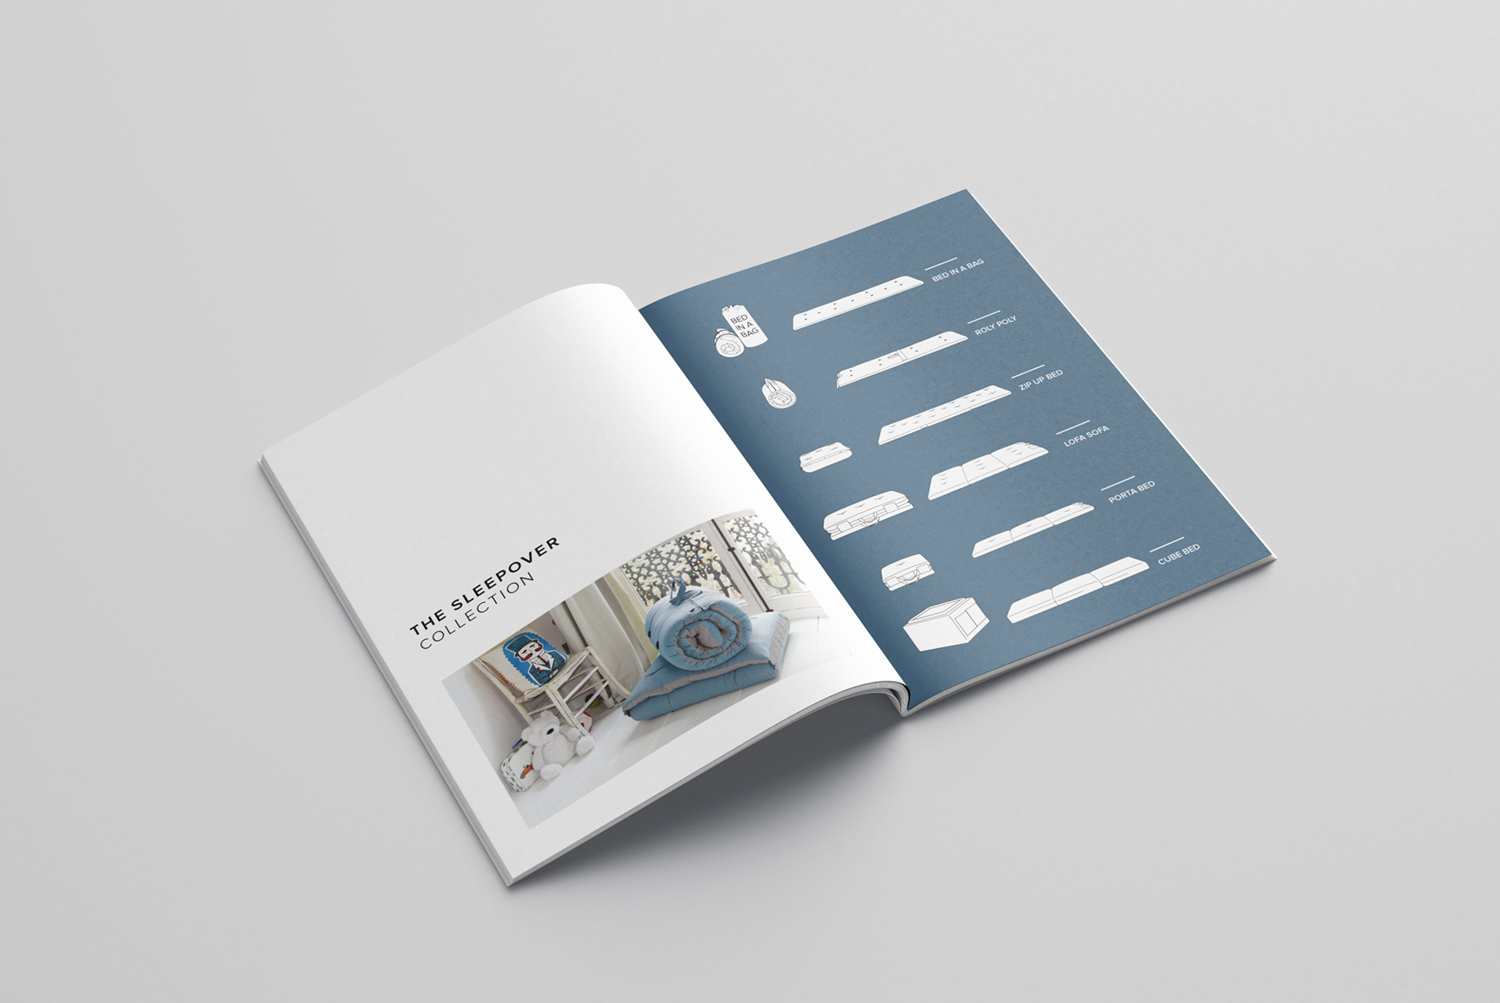 THE SLEEPOVER
COLLECTION
BED
IN A
BAG
BED IN A BAG
ROLY POLY
ZIP UP BED
LOFA SOFA
PORTA BED
CUBE BED